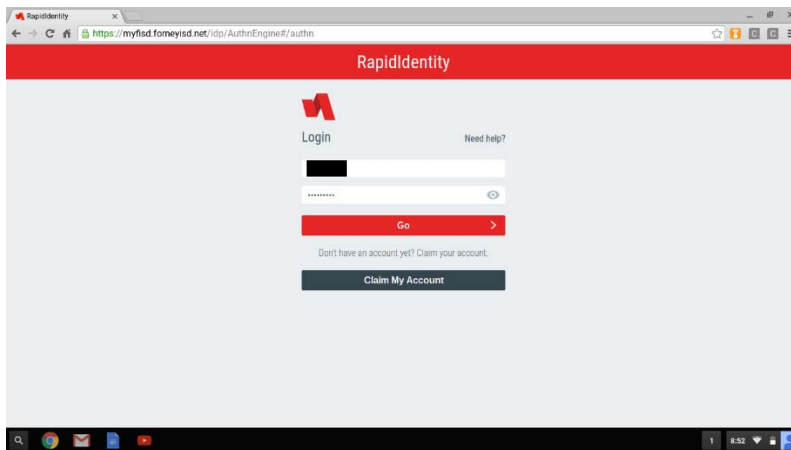 RapidIdentity
https://myfisd.forneyisd.net/idp/AuthnEngine#/authn
RapidIdentity
Login
Need help?
Go
Don't have an account yet? Claim your account.
Claim My Account
1
8:52